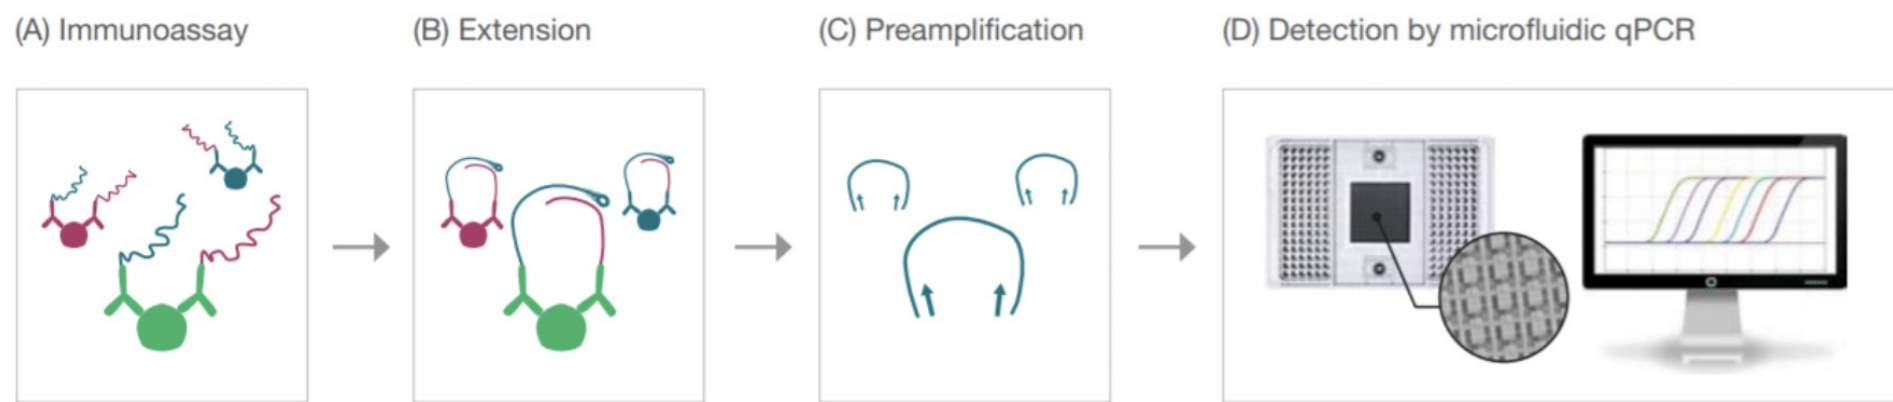 (A) Immunoassay
(B) Extension
(C) Preamplification
(D) Detection by microfluidic qPCR